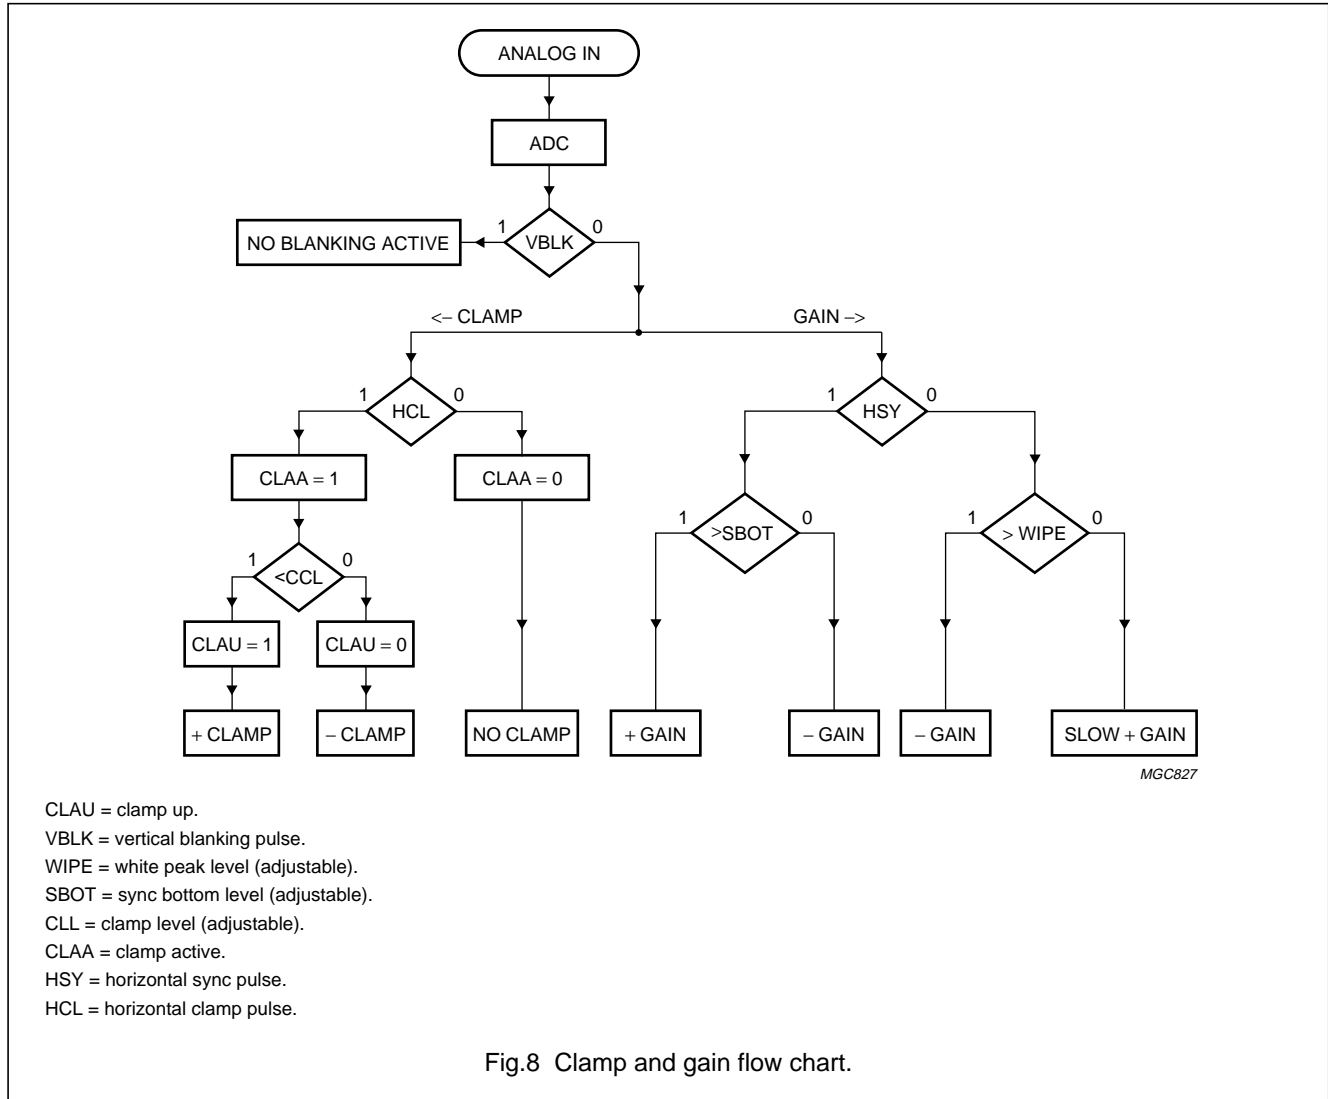 ANALOG IN
ADC
1 VBLK 0
NO BLANKING ACTIVE
<– CLAMP GAIN –>
1 HCL 0
1 HSY 0
CLAA = 1 CLAA = 0
1 >SBOT 0
1 > WIPE 0
1 <CCL 0
CLAU = 1 CLAU = 0
+ CLAMP – CLAMP NO CLAMP + GAIN – GAIN – GAIN SLOW + GAIN
MGC827
CLAU = clamp up.
VBLK = vertical blanking pulse.
WIPE = white peak level (adjustable).
SBOT = sync bottom level (adjustable).
CLL = clamp level (adjustable).
CLAA = clamp active.
HSY = horizontal sync pulse.
HCL = horizontal clamp pulse.
Fig.8 Clamp and gain flow chart.